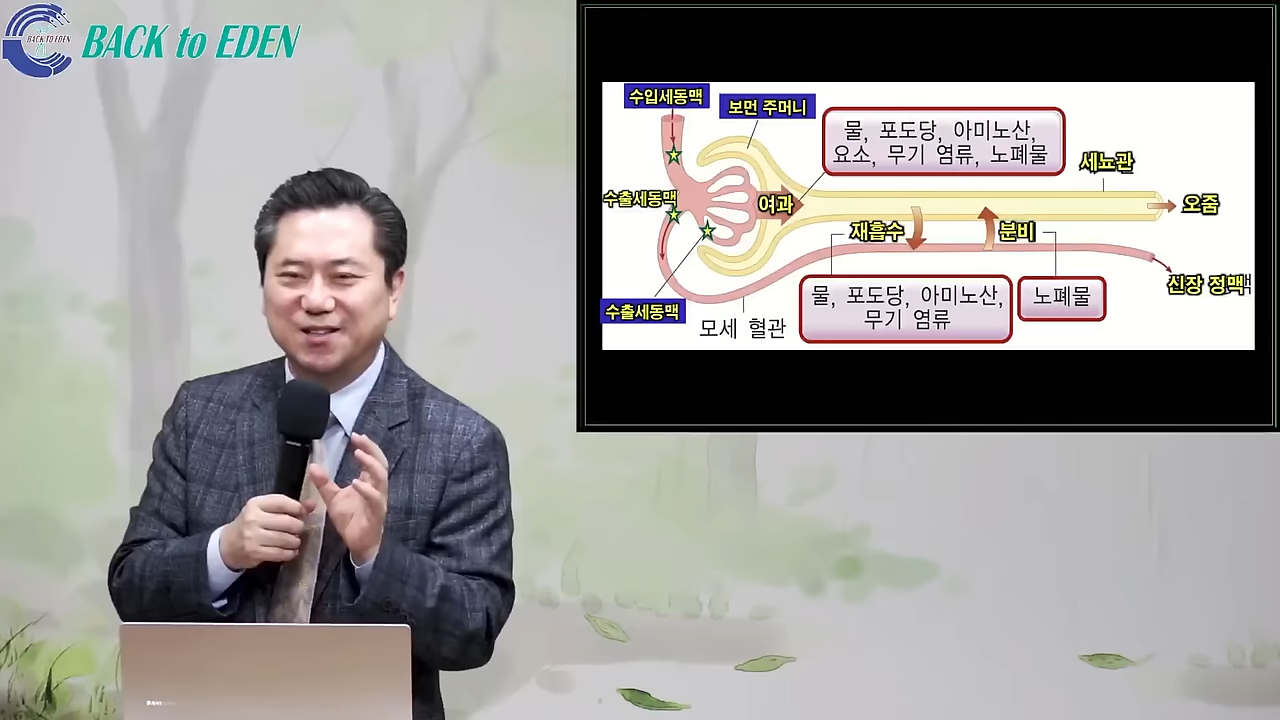 BACK TO EDEN
BACK to EDEN
수입세동맥
보먼 주머니
물, 포도당, 아미노산,
요소, 무기 염류, 노폐물
세뇨관
수출세동맥
여과
오줌
재흡수
분비
신장 정맥
물, 포도당, 아미노산,
무기 염류
노폐물
수출세동맥
모세 혈관